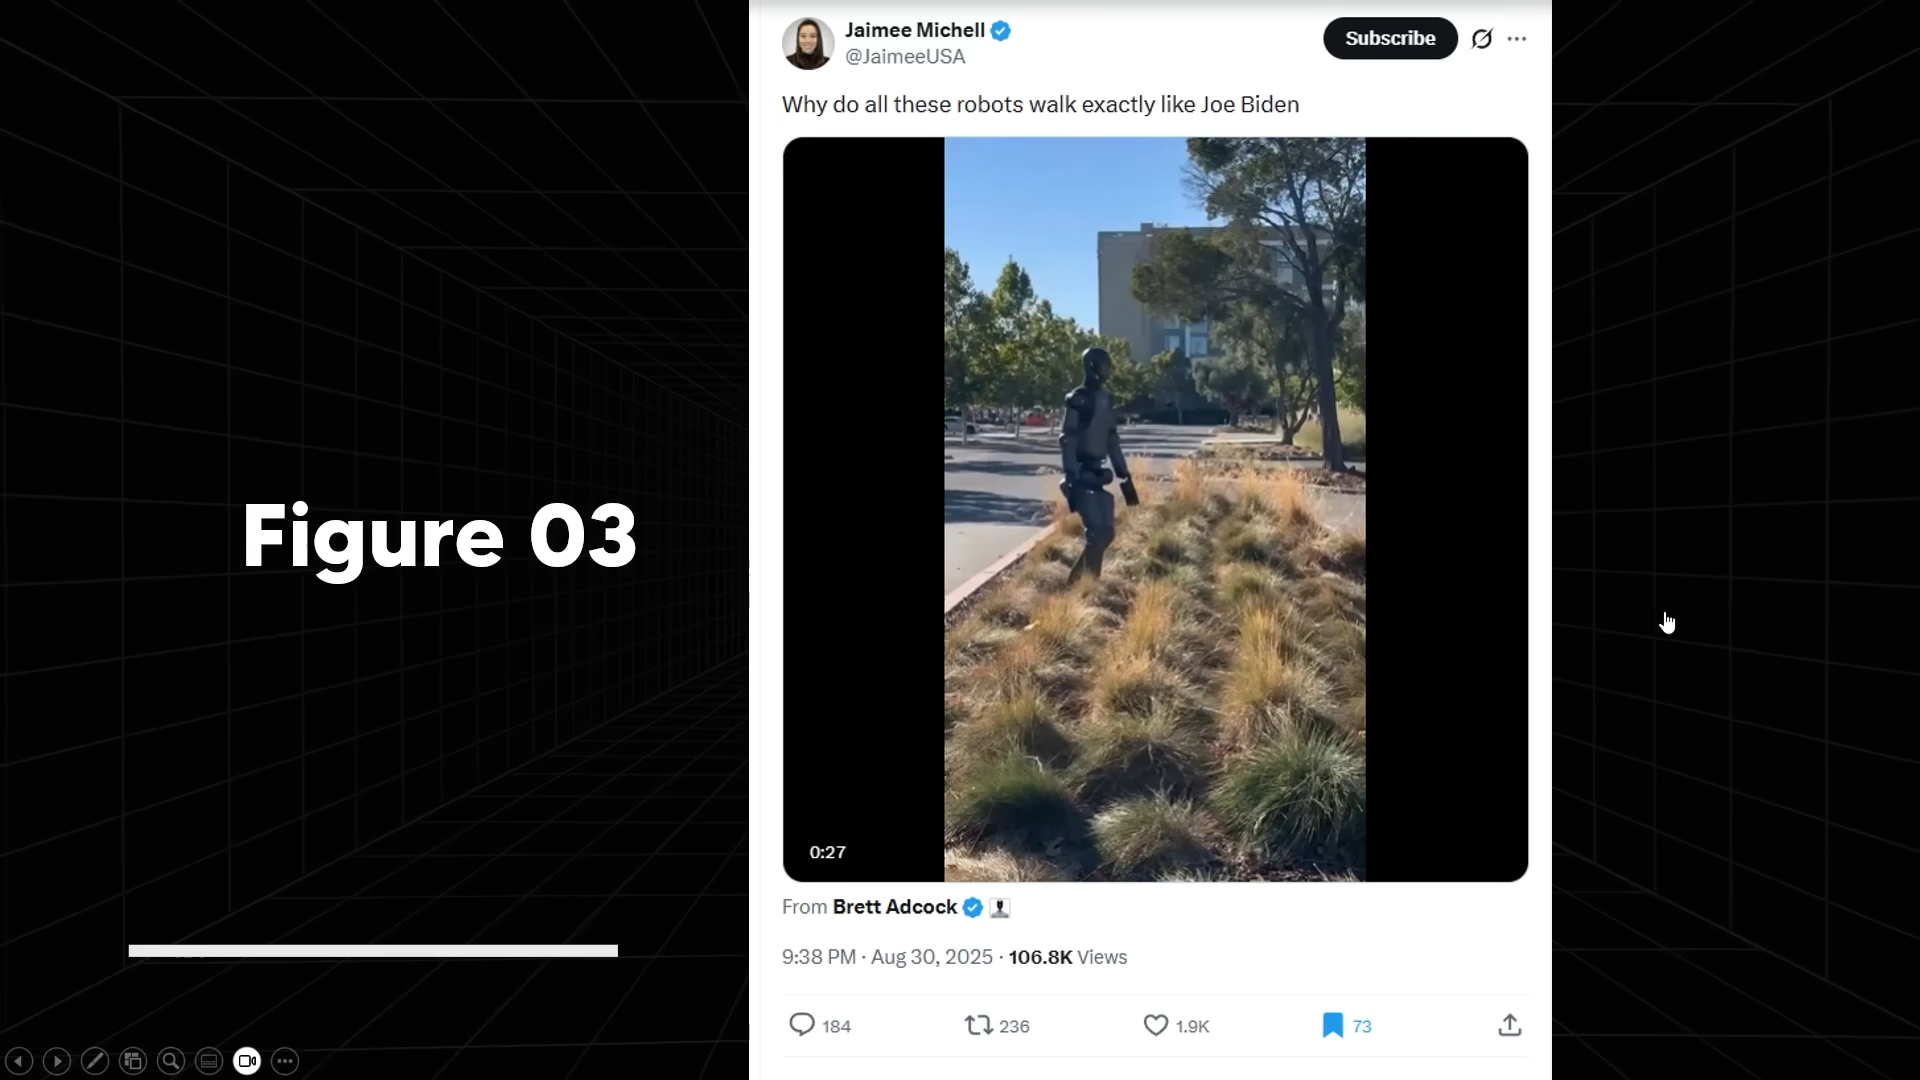 Figure 03
Jaimee Michell
@JaimeeUSA
Subscribe
Why do all these robots walk exactly like Joe Biden
0:27
From Brett Adcock
9:38 PM · Aug 30, 2025 · 106.8K Views
184
236
1.9K
73